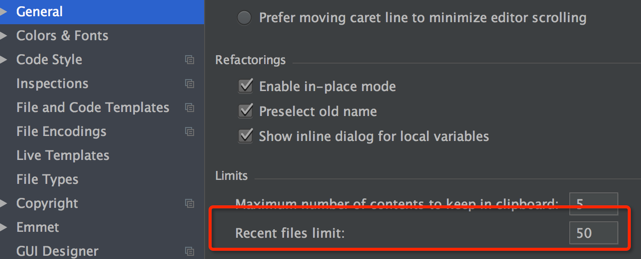 General
Colors & Fonts
Code Style
Inspections
File and Code Templates
File Encodings
Live Templates
File Types
Copyright
Emmet
GUI Designer
Prefer moving caret line to minimize editor scrolling
Refactorings
Enable in-place mode
Preselect old name
Show inline dialog for local variables
Limits
Maximum number of contents to keep in clipboard: 5
Recent files limit: 50